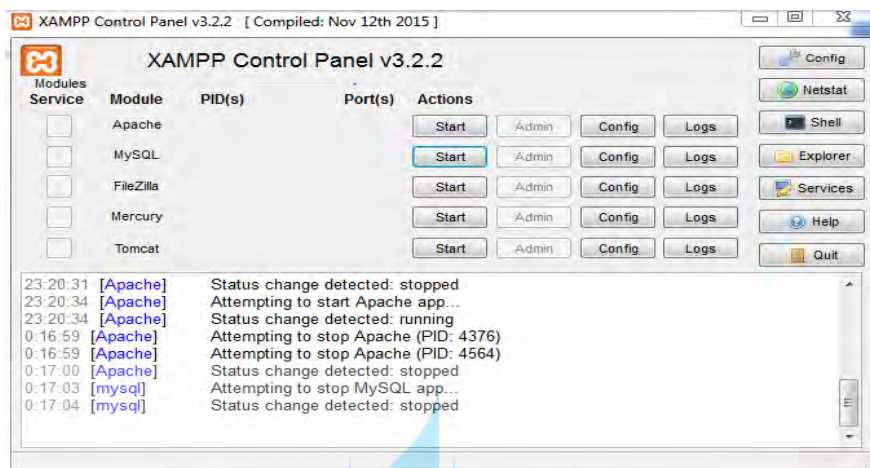 XAMPP Control Panel v3.2.2 [ Compiled: Nov 12th 2015 ]
XAMPP Control Panel v3.2.2
Config
Modules
Service Module PID(s) Port(s) Actions
Netstat
Apache Start Admin Config Logs Shell
MySQL Start Admin Config Logs Explorer
FileZilla Start Admin Config Logs Services
Mercury Start Admin Config Logs Help
Tomcat Start Admin Config Logs Quit
23:20:31 [Apache] Status change detected: stopped
23:20:34 [Apache] Attempting to start Apache app...
23:20:34 [Apache] Status change detected: running
0:16:59 [Apache] Attempting to stop Apache (PID: 4376)
0:16:59 [Apache] Attempting to stop Apache (PID: 4564)
0:17:00 [Apache] Status change detected: stopped
0:17:03 [mysql] Attempting to stop MySQL app...
0:17:04 [mysql] Status change detected: stopped